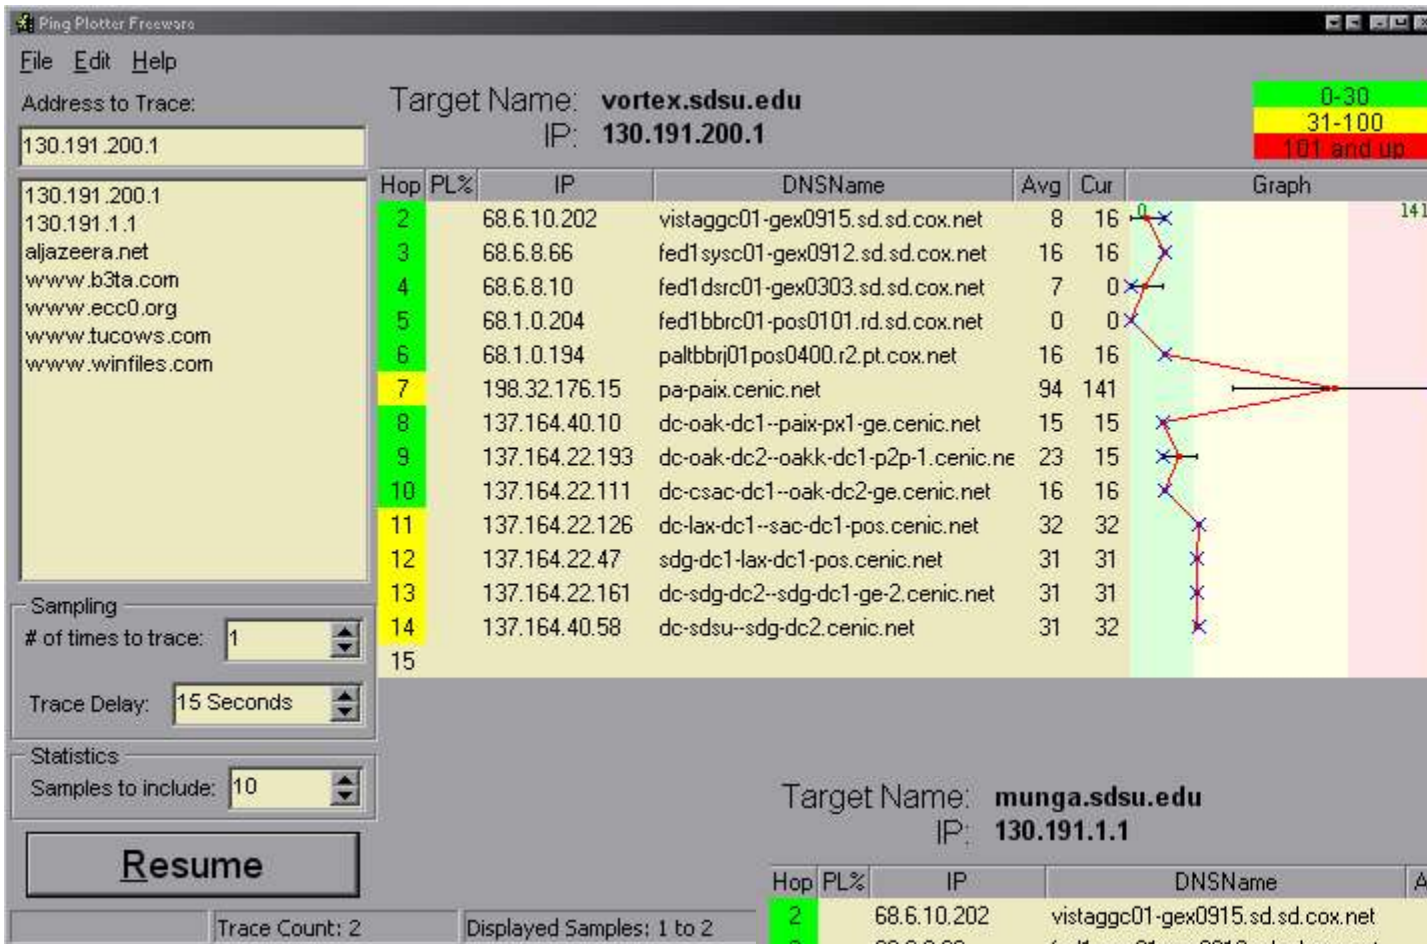 Ping Plotter Freeware
File Edit Help
Address to Trace:
130.191.200.1
130.191.200.1
130.191.1.1
aljazeera.net
www.b3ta.com
www.ecc0.org
www.tucows.com
www.winfiles.com
Sampling
# of times to trace: 1
Trace Delay: 15 Seconds
Statistics
Samples to include: 10
Resume
Trace Count: 2 Displayed Samples: 1 to 2
Target Name: vortex.sdsu.edu
IP: 130.191.200.1
0-30
31-100
101 and up
Hop PL% IP DNSName Avg Cur Graph
0 141
2 68.6.10.202 vistaggc01-gex0915.sd.sd.cox.net 8 16
3 68.6.8.66 fed1sysc01-gex0912.sd.sd.cox.net 16 16
4 68.6.8.10 fed1dsrc01-gex0303.sd.sd.cox.net 7 0
5 68.1.0.204 fed1bbrc01-pos0101.rd.sd.cox.net 0 0
6 68.1.0.194 paltbbrj01pos0400.r2.pt.cox.net 16 16
7 198.32.176.15 pa-paix.cenic.net 94 141
8 137.164.40.10 dc-oak-dc1--paix-px1-ge.cenic.net 15 15
9 137.164.22.193 dc-oak-dc2--oakk-dc1-p2p-1.cenic.ne 23 15
10 137.164.22.111 dc-csac-dc1--oak-dc2-ge.cenic.net 16 16
11 137.164.22.126 dc-lax-dc1--sac-dc1-pos.cenic.net 32 32
12 137.164.22.47 sdg-dc1-lax-dc1-pos.cenic.net 31 31
13 137.164.22.161 dc-sdg-dc2--sdg-dc1-ge-2.cenic.net 31 31
14 137.164.40.58 dc-sdsu--sdg-dc2.cenic.net 31 32
15
Target Name: munga.sdsu.edu
IP: 130.191.1.1
Hop PL% IP DNSName A
2 68.6.10.202 vistaggc01-gex0915.sd.sd.cox.net